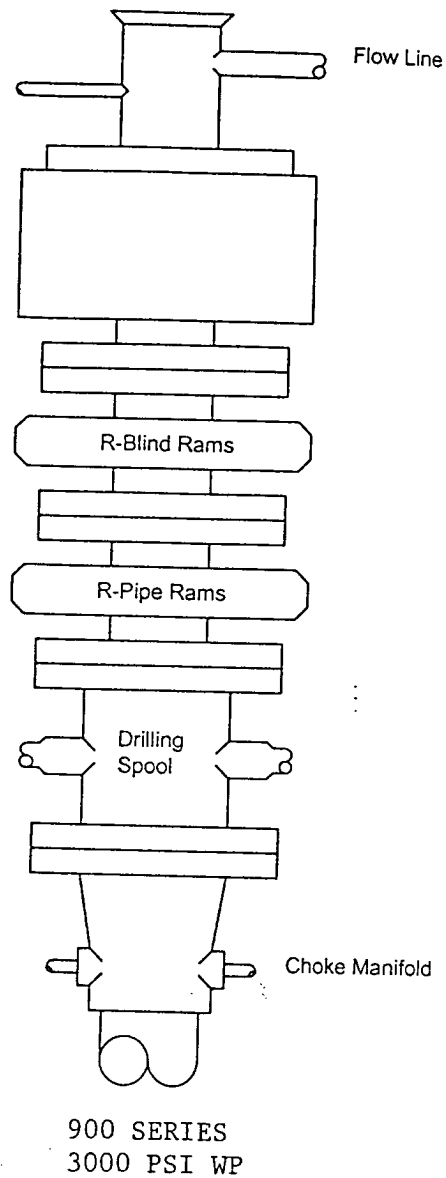 Flow Line
R-Blind Rams
R-Pipe Rams
Drilling
Spool
Choke Manifold
900 SERIES
3000 PSI WP